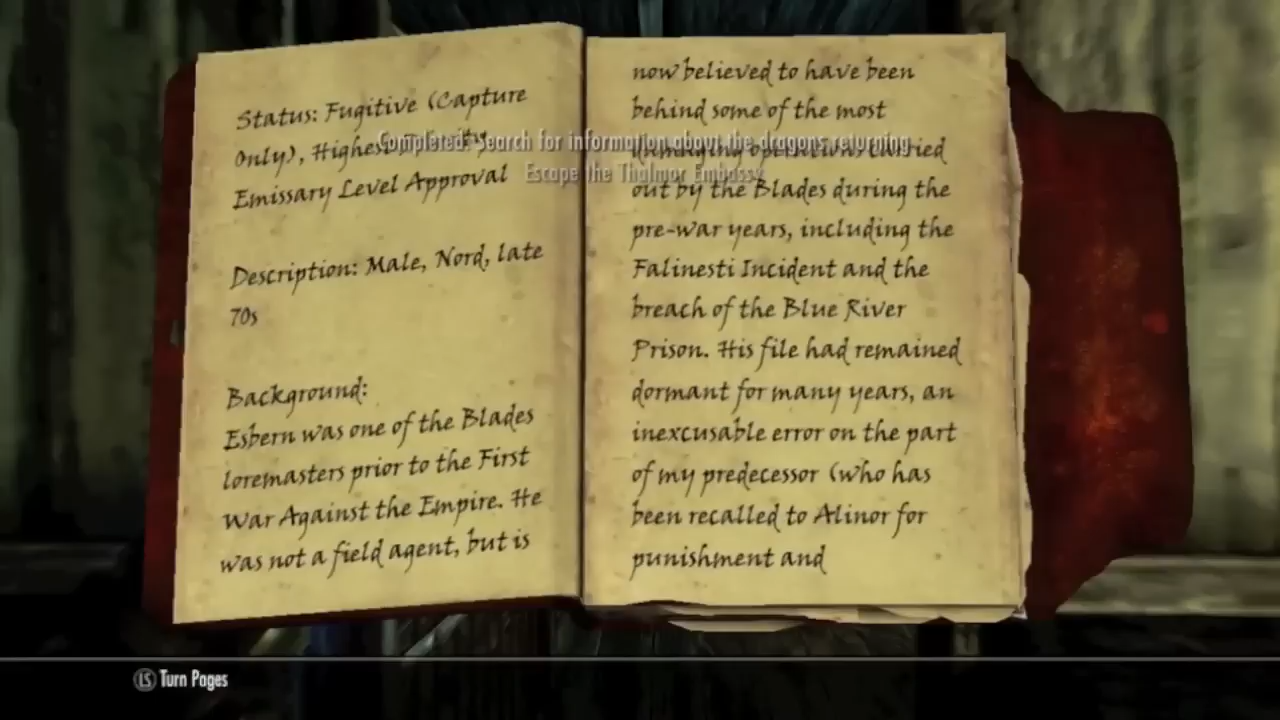 Status: Fugitive (Capture
Only), Highest
Emissary Level Approval
Description: Male, Nord, late
70s
Background:
Esbern was one of the Blades
loremasters prior to the First
War Against the Empire. He
was not a field agent, but is
now believed to have been
behind some of the most
damaging operations carried
out by the Blades during the
pre-war years, including the
Falinesti Incident and the
breach of the Blue River
Prison. His file had remained
dormant for many years, an
inexcusable error on the part
of my predecessor (who has
been recalled to Alinor for
punishment and
Completed: Search for information about the dragons returning
Escape the Thalmor Embassy
LS Turn Pages